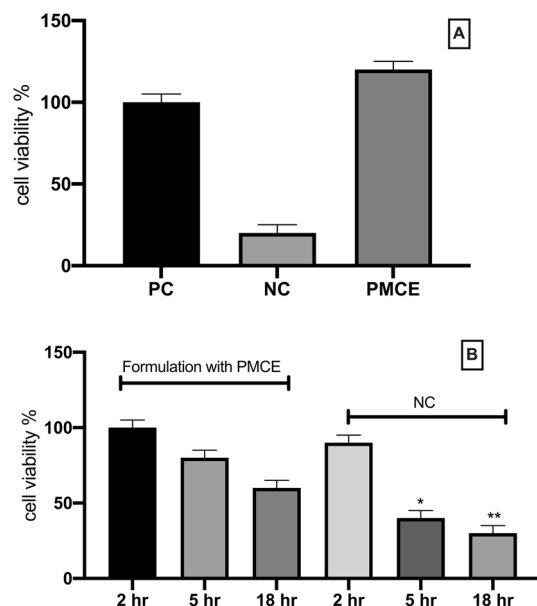 A
cell viability %
150
100
50
0
PC NC PMCE
B
cell viability %
150
100
50
0
Formulation with PMCE
NC
*
**
2 hr 5 hr 18 hr 2 hr 5 hr 18 hr